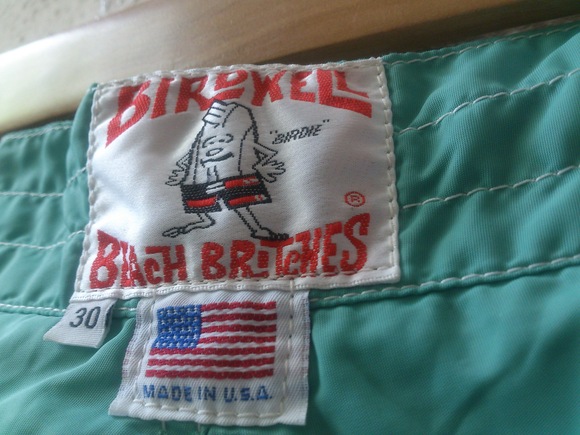 BIRDWELL
"BIRDIE"
®
BEACH BRITCHES
30
MADE IN U.S.A.